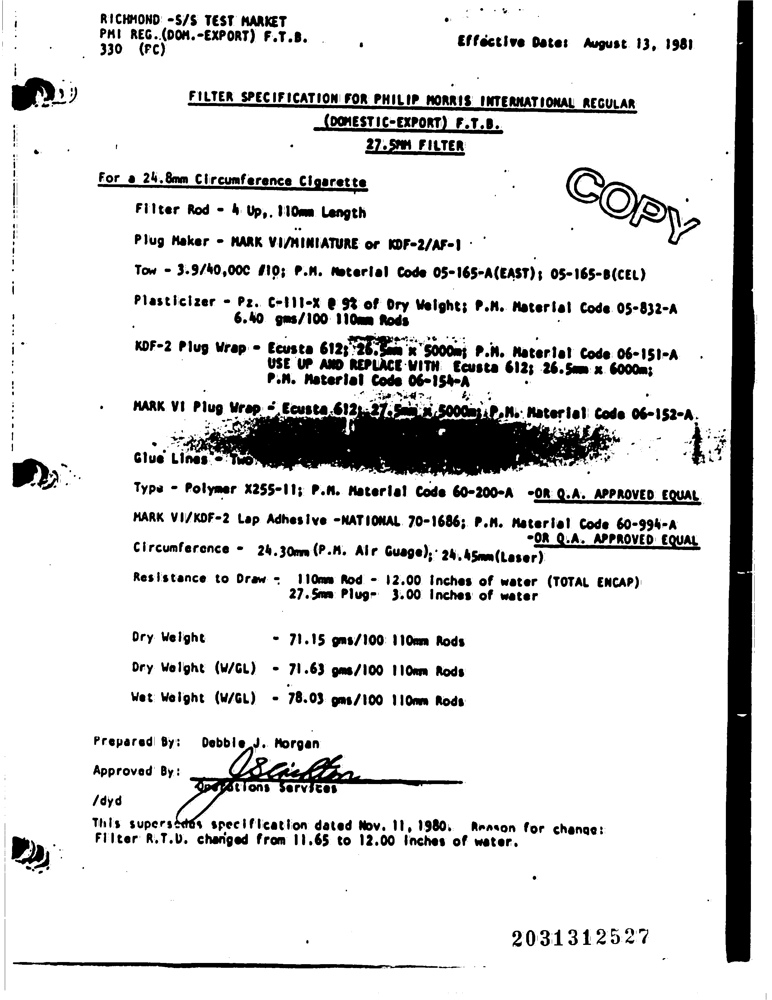 RICHMOND -S/S TEST MARKET
PMI REG. (DOM.-EXPORT) F.T.B.
330 (FC)
Effective Date: August 13, 1981
FILTER SPECIFICATION FOR PHILIP MORRIS INTERNATIONAL REGULAR
(DOMESTIC-EXPORT) F.T.B.
27.5MM FILTER
For a 24.8mm Circumference Cigarette
COPY
Filter Rod - 4 Up, 110mm Length
Plug Maker - MARK VI/MINIATURE or KDF-2/AF-1
Tow - 3.9/40,000 #10; P.M. Material Code 05-165-A(EAST); 05-165-B(CEL)
Plasticizer - Pz. C-111-X @ 9% of Dry Weight; P.M. Material Code 05-832-A
6.40 gms/100 110mm Rods
KDF-2 Plug Wrap - Ecusta 612; 26.5mm x 5000m; P.M. Material Code 06-151-A
USE UP AND REPLACE WITH Ecusta 612; 26.5mm x 6000m;
P.M. Material Code 06-154-A
MARK VI Plug Wrap - Ecusta 612; 27.5mm x 5000m; P.M. Material Code 06-152-A
Glue Lines - Two
Type - Polymer X255-11; P.M. Material Code 60-200-A -OR Q.A. APPROVED EQUAL
MARK VI/KDF-2 Lap Adhesive -NATIONAL 70-1686; P.M. Material Code 60-994-A
-OR Q.A. APPROVED EQUAL
Circumference - 24.30mm (P.M. Air Guage); 24.45mm (Laser)
Resistance to Draw - 110mm Rod - 12.00 inches of water (TOTAL ENCAP)
27.5mm Plug- 3.00 inches of water
Dry Weight - 71.15 gms/100 110mm Rods
Dry Weight (W/GL) - 71.63 gms/100 110mm Rods
Wet Weight (W/GL) - 78.03 gms/100 110mm Rods
Prepared By: Debbie J. Morgan
Approved By:
Operations Services
/dyd
This supersedes specification dated Nov. 11, 1980. Reason for change:
Filter R.T.D. changed from 11.65 to 12.00 inches of water.
2031312527